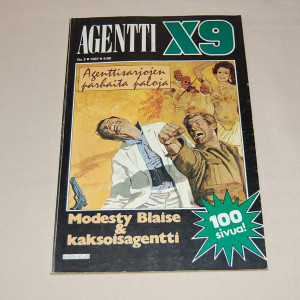 AGENTTI X9
Agenttisarjojen
parhaita paloja
Modesty Blaise
&
kaksoisagentti
100
sivua!